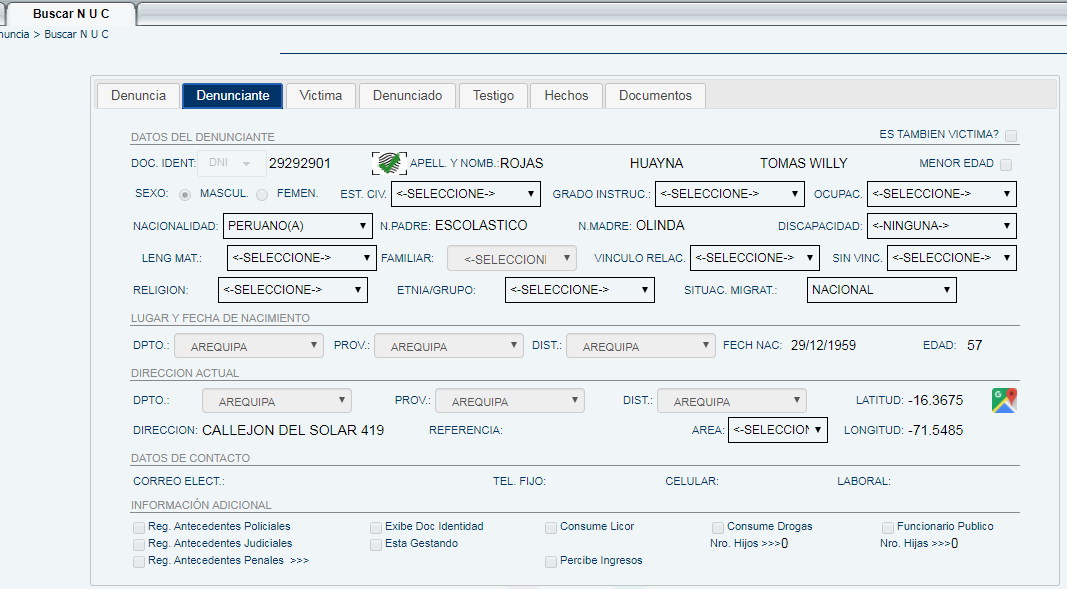 Buscar N U C
nuncia > Buscar N U C
Denuncia Denunciante Victima Denunciado Testigo Hechos Documentos
DATOS DEL DENUNCIANTE ES TAMBIEN VICTIMA?
DOC. IDENT: DNI 29292901 APELL. Y NOMB.: ROJAS HUAYNA TOMAS WILLY MENOR EDAD
SEXO: MASCUL. FEMEN. EST. CIV. <-SELECCIONE-> GRADO INSTRUC.: <-SELECCIONE-> OCUPAC. <-SELECCIONE->
NACIONALIDAD: PERUANO(A) N.PADRE: ESCOLASTICO N.MADRE: OLINDA DISCAPACIDAD: <-NINGUNA->
LENG MAT.: <-SELECCIONE-> FAMILIAR: <-SELECCIONI VINCULO RELAC. <-SELECCIONE-> SIN VINC. <-SELECCIONE->
RELIGION: <-SELECCIONE-> ETNIA/GRUPO: <-SELECCIONE-> SITUAC. MIGRAT.: NACIONAL
LUGAR Y FECHA DE NACIMIENTO
DPTO.: AREQUIPA PROV.: AREQUIPA DIST.: AREQUIPA FECH NAC: 29/12/1959 EDAD: 57
DIRECCION ACTUAL
DPTO.: AREQUIPA PROV.: AREQUIPA DIST.: AREQUIPA LATITUD: -16.3675
DIRECCION: CALLEJON DEL SOLAR 419 REFERENCIA: AREA: <-SELECCION LONGITUD: -71.5485
DATOS DE CONTACTO
CORREO ELECT.: TEL. FIJO: CELULAR: LABORAL:
INFORMACIÓN ADICIONAL
Reg. Antecedentes Policiales Exibe Doc Identidad Consume Licor Consume Drogas Funcionario Publico
Reg. Antecedentes Judiciales Esta Gestando Nro. Hijos >>>0 Nro. Hijas >>>0
Reg. Antecedentes Penales >>> Percibe Ingresos